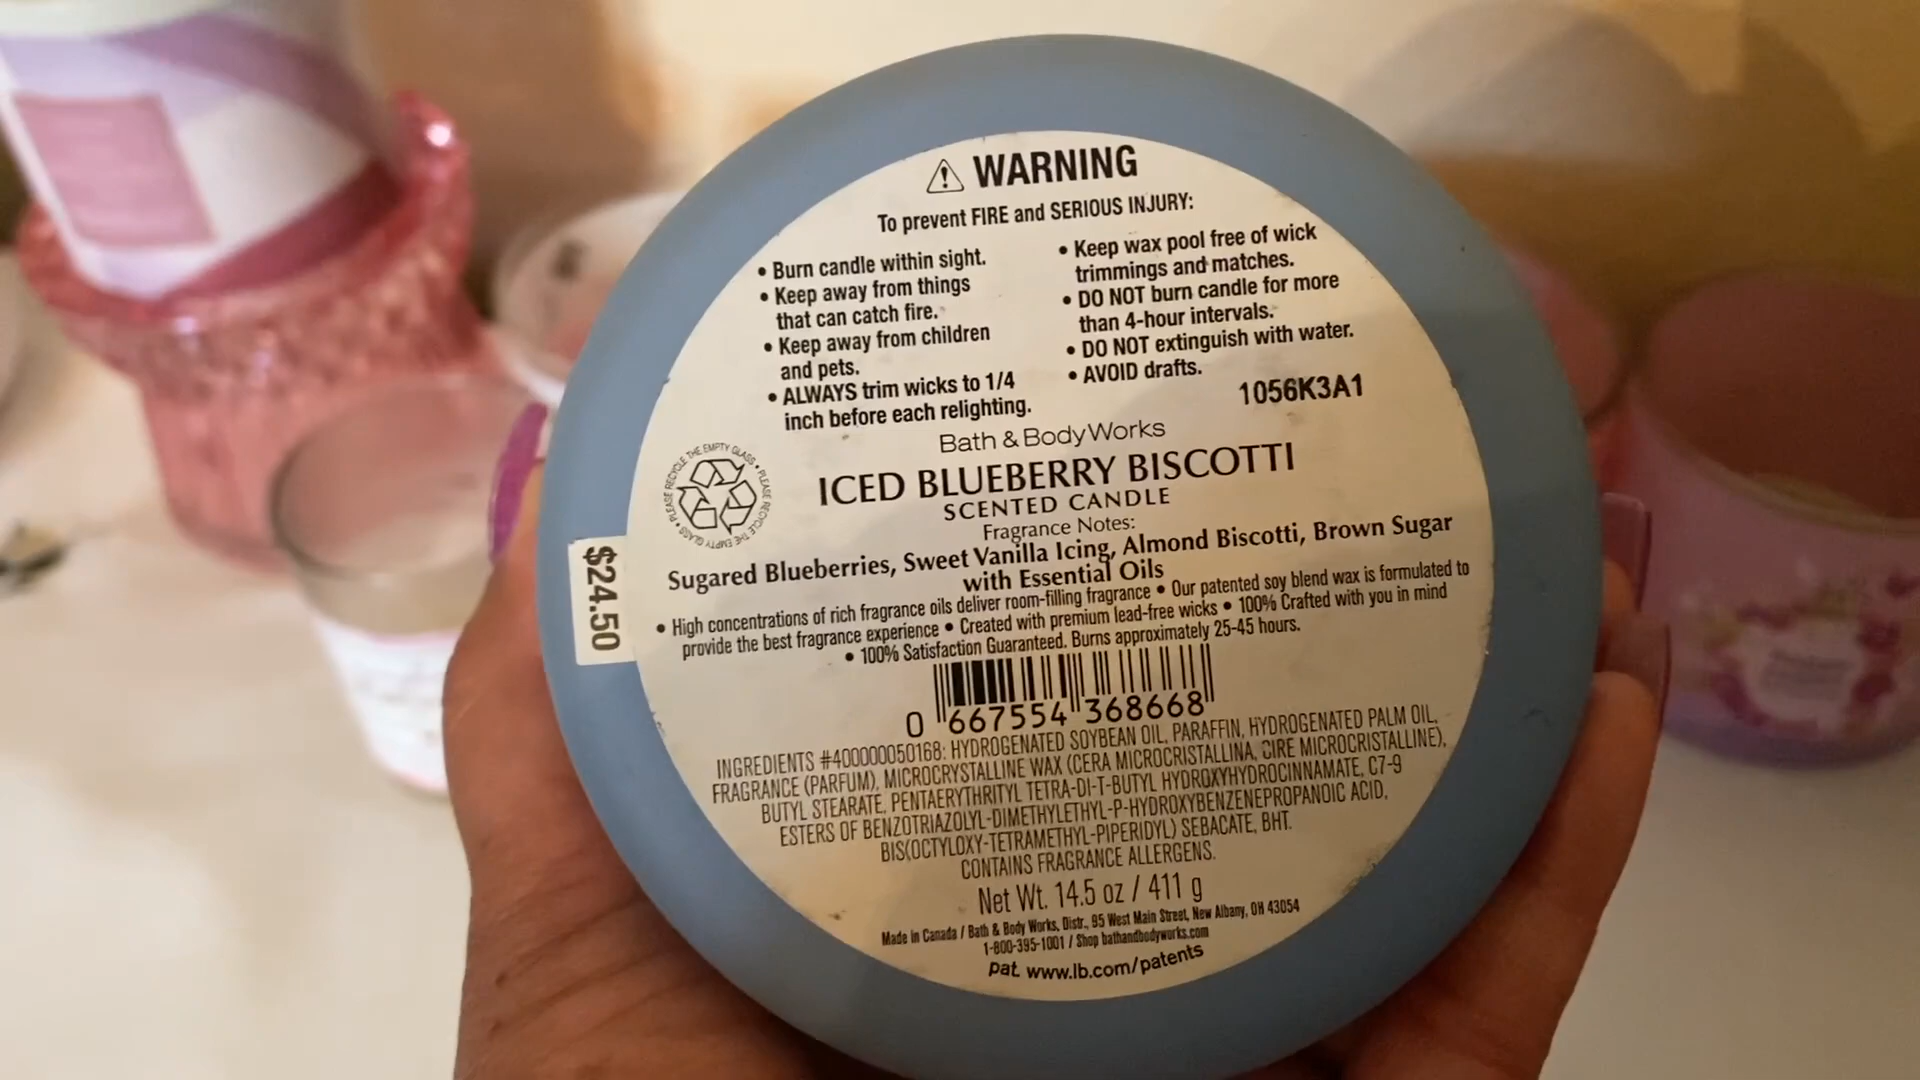 WARNING
To prevent FIRE and SERIOUS INJURY:
• Burn candle within sight.
• Keep away from things
that can catch fire.
• Keep away from children
and pets.
• ALWAYS trim wicks to 1/4
inch before each relighting.
• Keep wax pool free of wick
trimmings and matches.
• DO NOT burn candle for more
than 4-hour intervals.
• DO NOT extinguish with water.
• AVOID drafts.
1056K3A1
Bath & Body Works
ICED BLUEBERRY BISCOTTI
SCENTED CANDLE
Fragrance Notes:
Sugared Blueberries, Sweet Vanilla Icing, Almond Biscotti, Brown Sugar
with Essential Oils
• High concentrations of rich fragrance oils deliver room-filling fragrance • Our patented soy blend wax is formulated to
provide the best fragrance experience • Created with premium lead-free wicks • 100% Crafted with you in mind
• 100% Satisfaction Guaranteed. Burns approximately 25-45 hours.
PLEASE RECYCLE THE EMPTY GLASS • PLEASE RECYCLE THE EMPTY GLASS •
$24.50
0 667554 368668
INGREDIENTS #400000050168: HYDROGENATED SOYBEAN OIL, PARAFFIN, HYDROGENATED PALM OIL,
FRAGRANCE (PARFUM), MICROCRYSTALLINE WAX (CERA MICROCRISTALLINA, CIRE MICROCRISTALLINE),
BUTYL STEARATE, PENTAERYTHRITYL TETRA-DI-T-BUTYL HYDROXYHYDROCINNAMATE, C7-9
ESTERS OF BENZOTRIAZOLYL-DIMETHYLETHYL-P-HYDROXYBENZENEPROPANOIC ACID,
BIS(OCTYLOXY-TETRAMETHYL-PIPERIDYL) SEBACATE, BHT.
CONTAINS FRAGRANCE ALLERGENS.
Net Wt. 14.5 oz / 411 g
Made in Canada / Bath & Body Works, Distr., 95 West Main Street, New Albany, OH 43054
1-800-395-1001 / Shop bathandbodyworks.com
pat. www.lb.com/patents